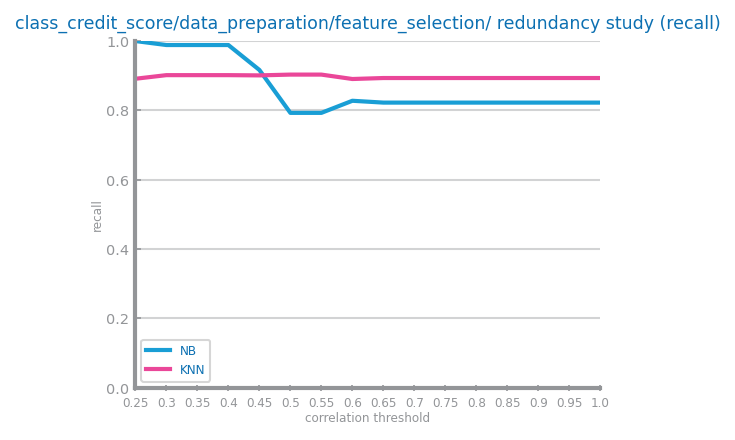 class_credit_score/data_preparation/feature_selection/ redundancy study (recall)
1.0
0.8
0.6
0.4
0.2
0.0
recall
NB
KNN
0.25 0.3 0.35 0.4 0.45 0.5 0.55 0.6 0.65 0.7 0.75 0.8 0.85 0.9 0.95 1.0
correlation threshold